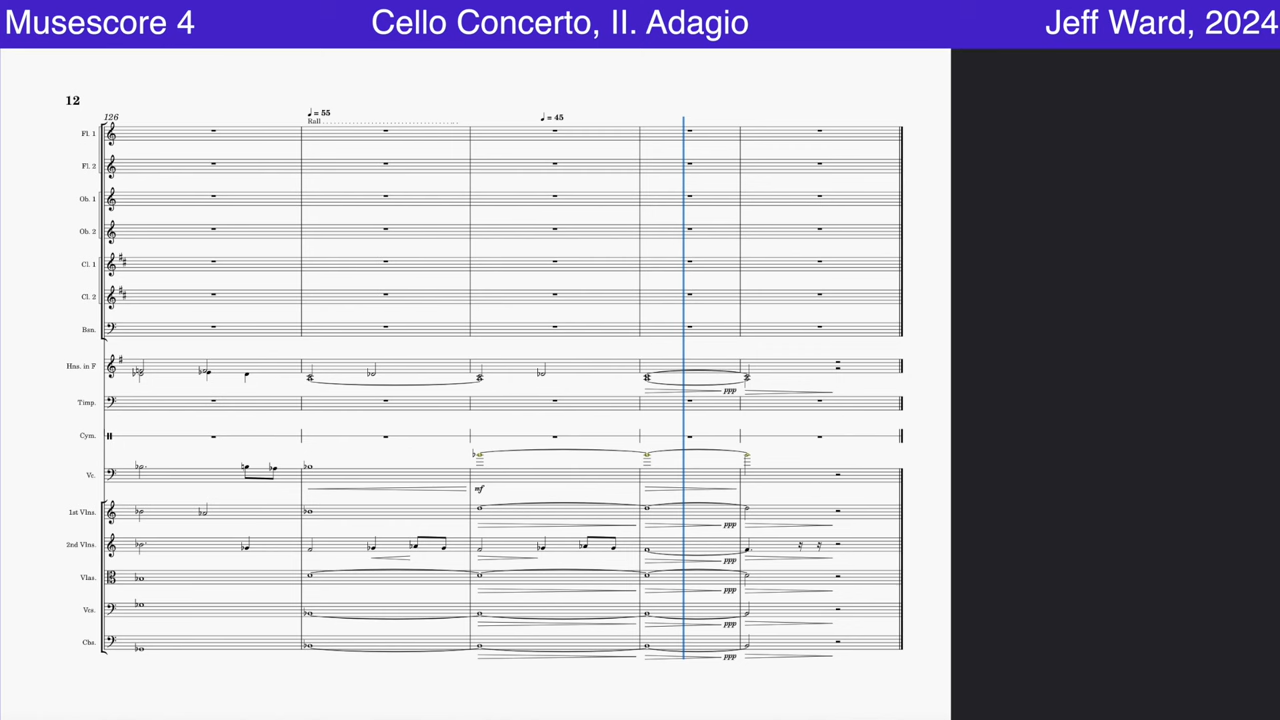 Musescore 4 Cello Concerto, II. Adagio Jeff Ward, 2024
12
126
♩ = 55
Rall
♩ = 45
Fl. 1
Fl. 2
Ob. 1
Ob. 2
Cl. 1
Cl. 2
Bsn.
Hns. in F
ppp
Timp.
Cym.
Vc.
mf
1st Vlns.
ppp
2nd Vlns.
ppp
Vlas.
ppp
Vcs.
ppp
Cbs.
ppp